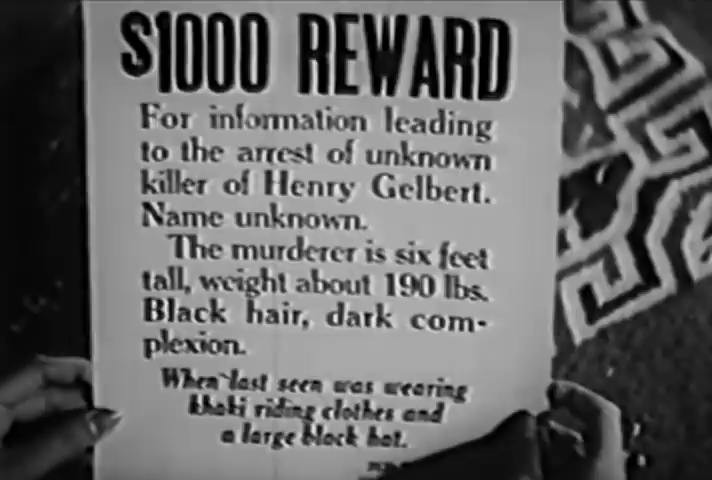 $1000 REWARD
For information leading
to the arrest of unknown
killer of Henry Gelbert.
Name unknown.
The murderer is six feet
tall, weight about 190 lbs.
Black hair, dark com-
plexion.
When last seen was wearing
khaki riding clothes and
a large black hat.